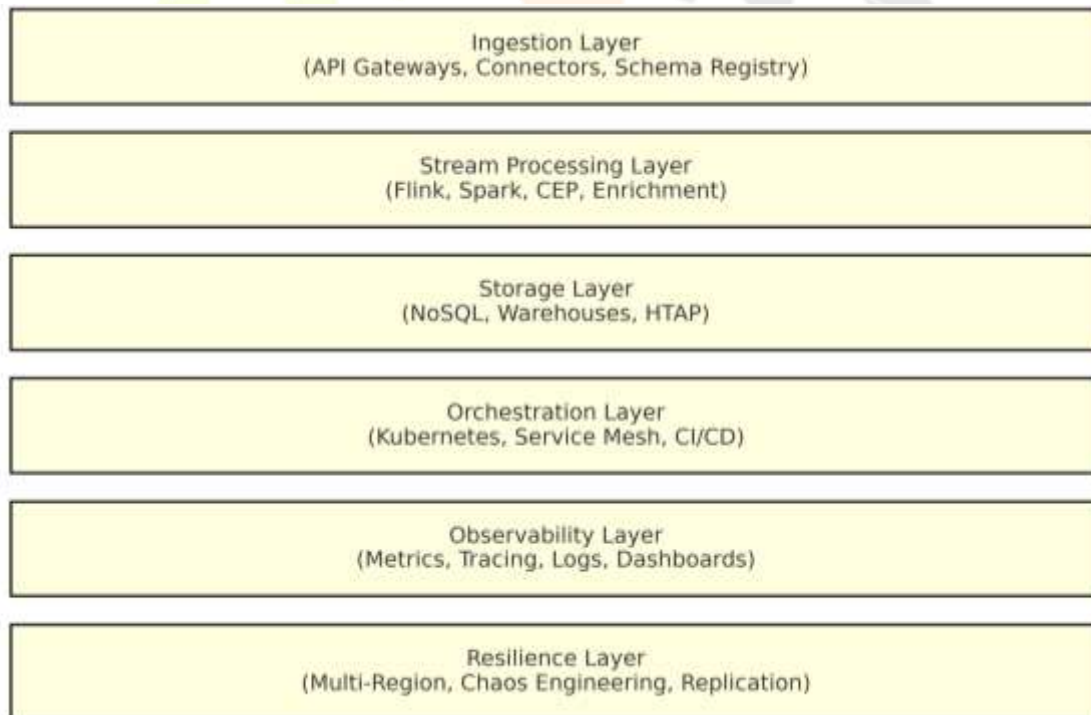 Ingestion Layer
(API Gateways, Connectors, Schema Registry)
Stream Processing Layer
(Flink, Spark, CEP, Enrichment)
Storage Layer
(NoSQL, Warehouses, HTAP)
Orchestration Layer
(Kubernetes, Service Mesh, CI/CD)
Observability Layer
(Metrics, Tracing, Logs, Dashboards)
Resilience Layer
(Multi-Region, Chaos Engineering, Replication)